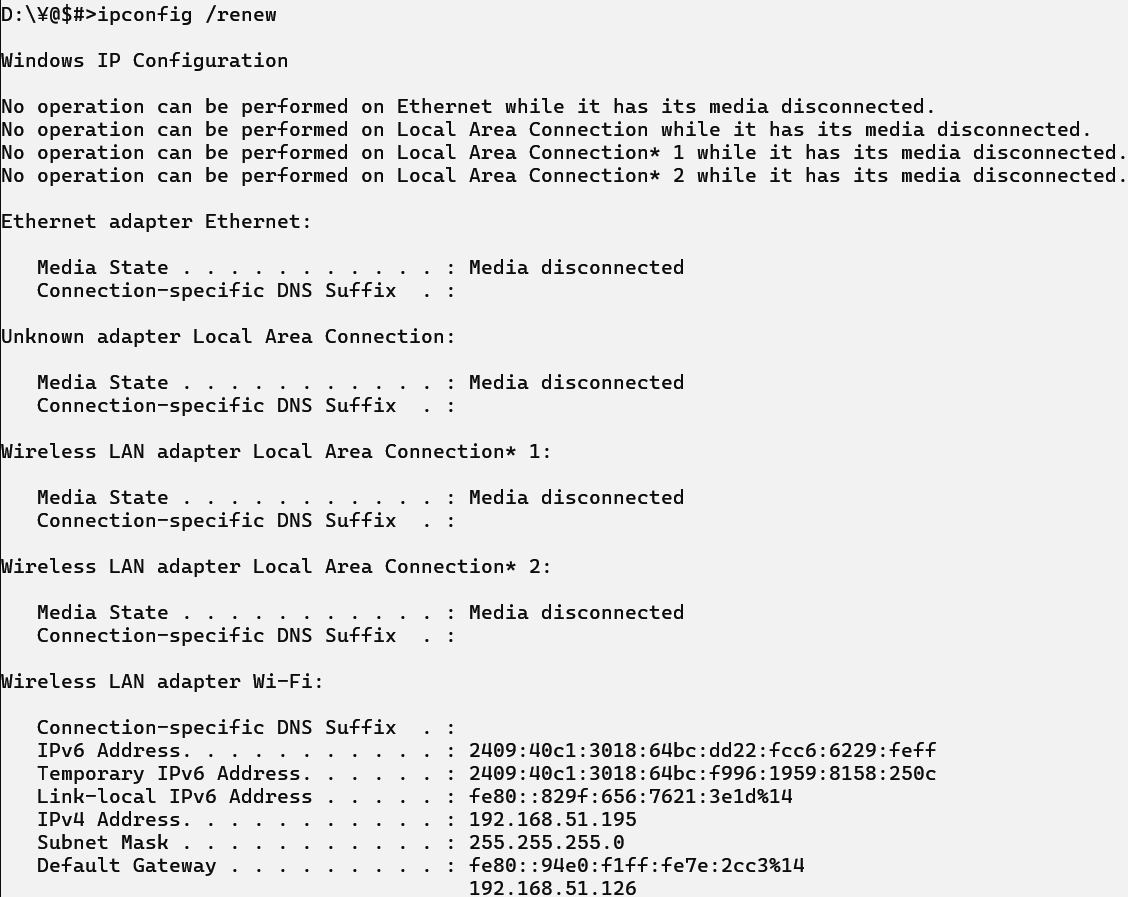 D:\¥@$#>ipconfig /renew
Windows IP Configuration
No operation can be performed on Ethernet while it has its media disconnected.
No operation can be performed on Local Area Connection while it has its media disconnected.
No operation can be performed on Local Area Connection* 1 while it has its media disconnected.
No operation can be performed on Local Area Connection* 2 while it has its media disconnected.
Ethernet adapter Ethernet:
   Media State . . . . . . . . . . . : Media disconnected
   Connection-specific DNS Suffix  . :
Unknown adapter Local Area Connection:
   Media State . . . . . . . . . . . : Media disconnected
   Connection-specific DNS Suffix  . :
Wireless LAN adapter Local Area Connection* 1:
   Media State . . . . . . . . . . . : Media disconnected
   Connection-specific DNS Suffix  . :
Wireless LAN adapter Local Area Connection* 2:
   Media State . . . . . . . . . . . : Media disconnected
   Connection-specific DNS Suffix  . :
Wireless LAN adapter Wi-Fi:
   Connection-specific DNS Suffix  . :
   IPv6 Address. . . . . . . . . . . : 2409:40c1:3018:64bc:dd22:fcc6:6229:feff
   Temporary IPv6 Address. . . . . . : 2409:40c1:3018:64bc:f996:1959:8158:250c
   Link-local IPv6 Address . . . . . : fe80::829f:656:7621:3e1d%14
   IPv4 Address. . . . . . . . . . . : 192.168.51.195
   Subnet Mask . . . . . . . . . . . : 255.255.255.0
   Default Gateway . . . . . . . . . : fe80::94e0:f1ff:fe7e:2cc3%14
                                       192.168.51.126